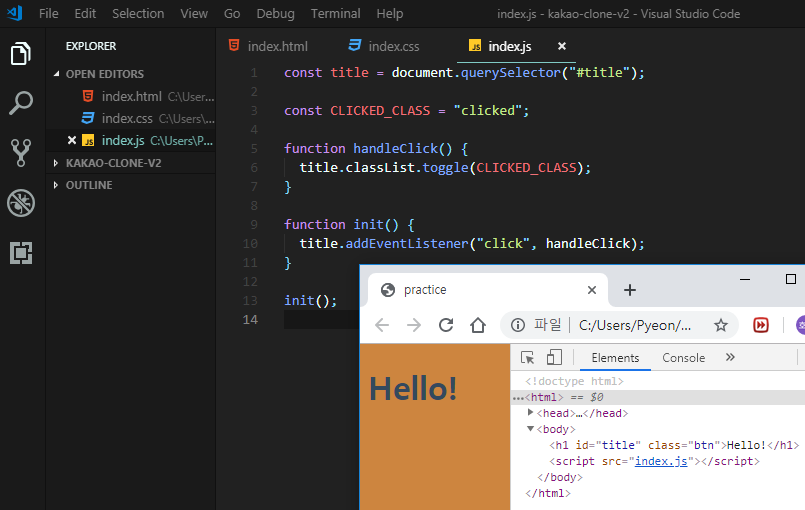 File Edit Selection View Go Debug Terminal Help index.js - kakao-clone-v2 - Visual Studio Code
EXPLORER
OPEN EDITORS
index.html C:\User...
index.css C:\Users...
index.js C:\Users\P...
KAKAO-CLONE-V2
OUTLINE
index.html index.css index.js
1 const title = document.querySelector("#title");
2
3 const CLICKED_CLASS = "clicked";
4
5 function handleClick() {
6 title.classList.toggle(CLICKED_CLASS);
7 }
8
9 function init() {
10 title.addEventListener("click", handleClick);
11 }
12
13 init();
14
practice
파일 C:/Users/Pyeon/...
Hello!
Elements Console
<!doctype html>
...<html> == $0
<head>…</head>
<body>
<h1 id="title" class="btn">Hello!</h1>
<script src="index.js"></script>
</body>
</html>